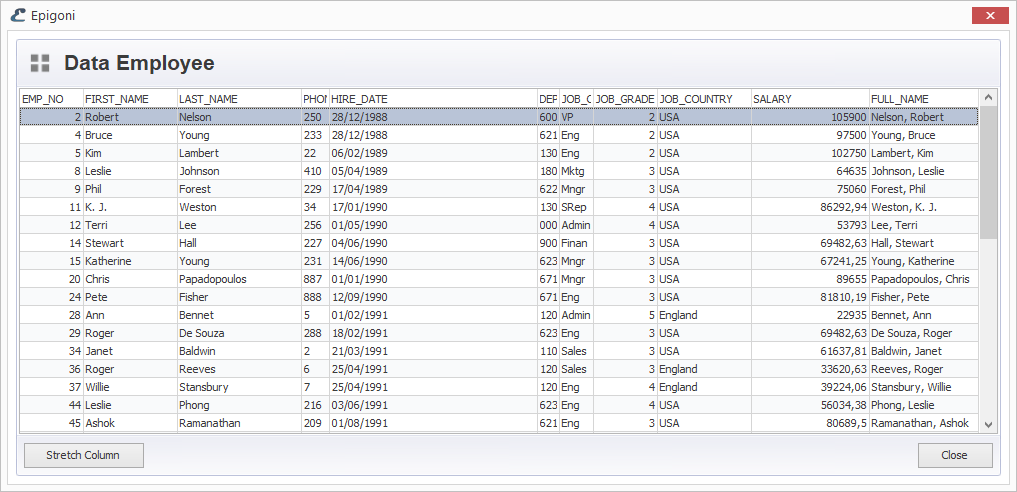 Epigoni
Data Employee
EMP_NO FIRST_NAME LAST_NAME PHON HIRE_DATE DEP JOB_C JOB_GRADE JOB_COUNTRY SALARY FULL_NAME
2 Robert Nelson 250 28/12/1988 600 VP 2 USA 105900 Nelson, Robert
4 Bruce Young 233 28/12/1988 621 Eng 2 USA 97500 Young, Bruce
5 Kim Lambert 22 06/02/1989 130 Eng 2 USA 102750 Lambert, Kim
8 Leslie Johnson 410 05/04/1989 180 Mktg 3 USA 64635 Johnson, Leslie
9 Phil Forest 229 17/04/1989 622 Mngr 3 USA 75060 Forest, Phil
11 K. J. Weston 34 17/01/1990 130 SRep 4 USA 86292,94 Weston, K. J.
12 Terri Lee 256 01/05/1990 000 Admin 4 USA 53793 Lee, Terri
14 Stewart Hall 227 04/06/1990 900 Finan 3 USA 69482,63 Hall, Stewart
15 Katherine Young 231 14/06/1990 623 Mngr 3 USA 67241,25 Young, Katherine
20 Chris Papadopoulos 887 01/01/1990 671 Mngr 3 USA 89655 Papadopoulos, Chris
24 Pete Fisher 888 12/09/1990 671 Eng 3 USA 81810,19 Fisher, Pete
28 Ann Bennet 5 01/02/1991 120 Admin 5 England 22935 Bennet, Ann
29 Roger De Souza 288 18/02/1991 623 Eng 3 USA 69482,63 De Souza, Roger
34 Janet Baldwin 2 21/03/1991 110 Sales 3 USA 61637,81 Baldwin, Janet
36 Roger Reeves 6 25/04/1991 120 Sales 3 England 33620,63 Reeves, Roger
37 Willie Stansbury 7 25/04/1991 120 Eng 4 England 39224,06 Stansbury, Willie
44 Leslie Phong 216 03/06/1991 623 Eng 4 USA 56034,38 Phong, Leslie
45 Ashok Ramanathan 209 01/08/1991 621 Eng 3 USA 80689,5 Ramanathan, Ashok
Stretch Column Close